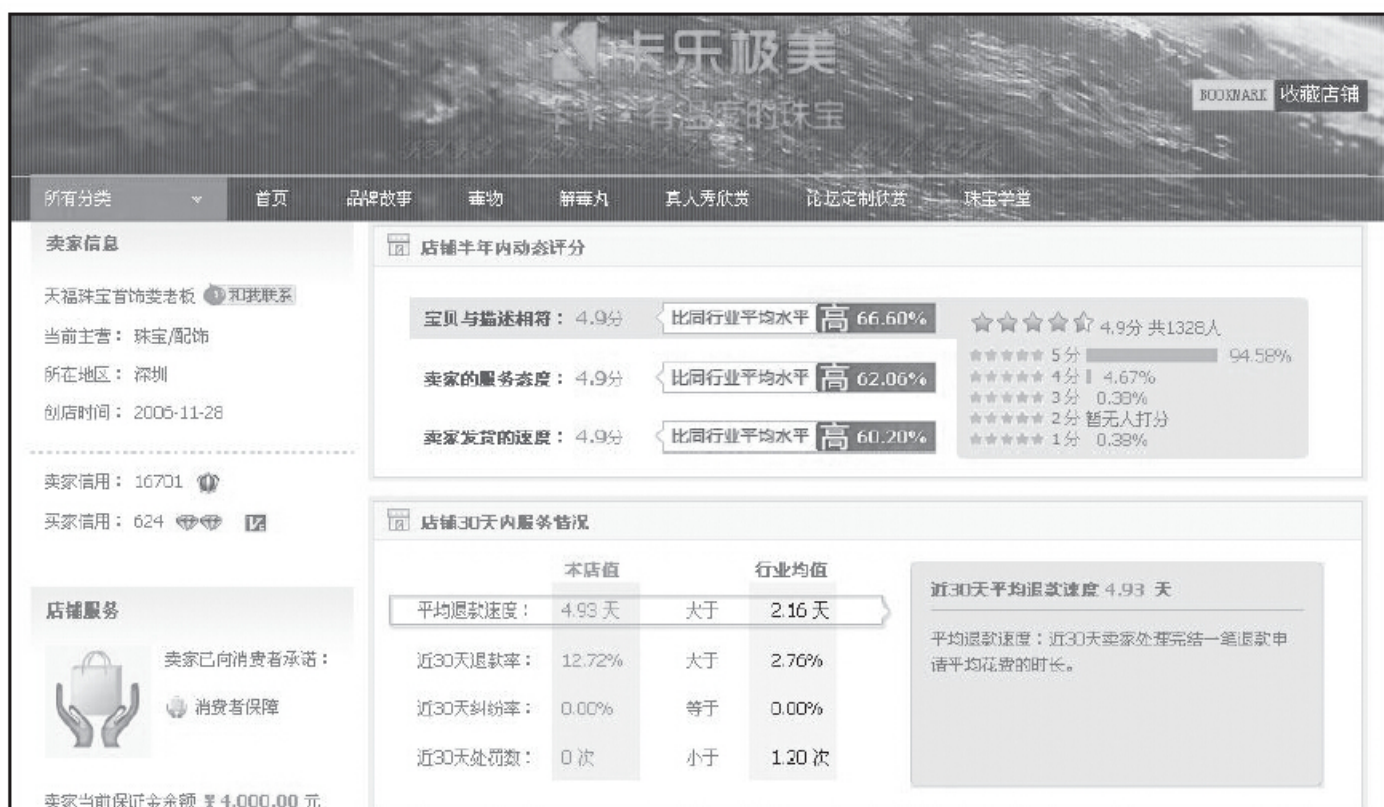 卡乐极美
有温度的珠宝
BOOKMARK 收藏店铺
所有分类 首页 品牌故事 毒物 解毒丸 真人秀欣赏 论坛定制欣赏 珠宝学堂
卖家信息
天福珠宝首饰娄老板 和我联系
当前主营： 珠宝/配饰
所在地区： 深圳
创店时间： 2006-11-28
卖家信用： 16701
买家信用： 624
店铺服务
卖家已向消费者承诺：
消费者保障
卖家当前保证金余额 ¥4,000.00 元
店铺半年内动态评分
宝贝与描述相符： 4.9分 比同行业平均水平 高 66.60%
卖家的服务态度： 4.9分 比同行业平均水平 高 62.06%
卖家发货的速度： 4.9分 比同行业平均水平 高 60.20%
4.9分 共1328人
5分 94.58%
4分 4.67%
3分 0.38%
2分 暂无人打分
1分 0.38%
店铺30天内服务情况
本店值 行业均值
平均退款速度： 4.93 天 大于 2.16 天
近30天退款率： 12.72% 大于 2.76%
近30天纠纷率： 0.00% 等于 0.00%
近30天处罚数： 0 次 小于 1.20 次
近30天平均退款速度 4.93 天
平均退款速度：近30天卖家处理完结一笔退款申
请平均花费的时长。